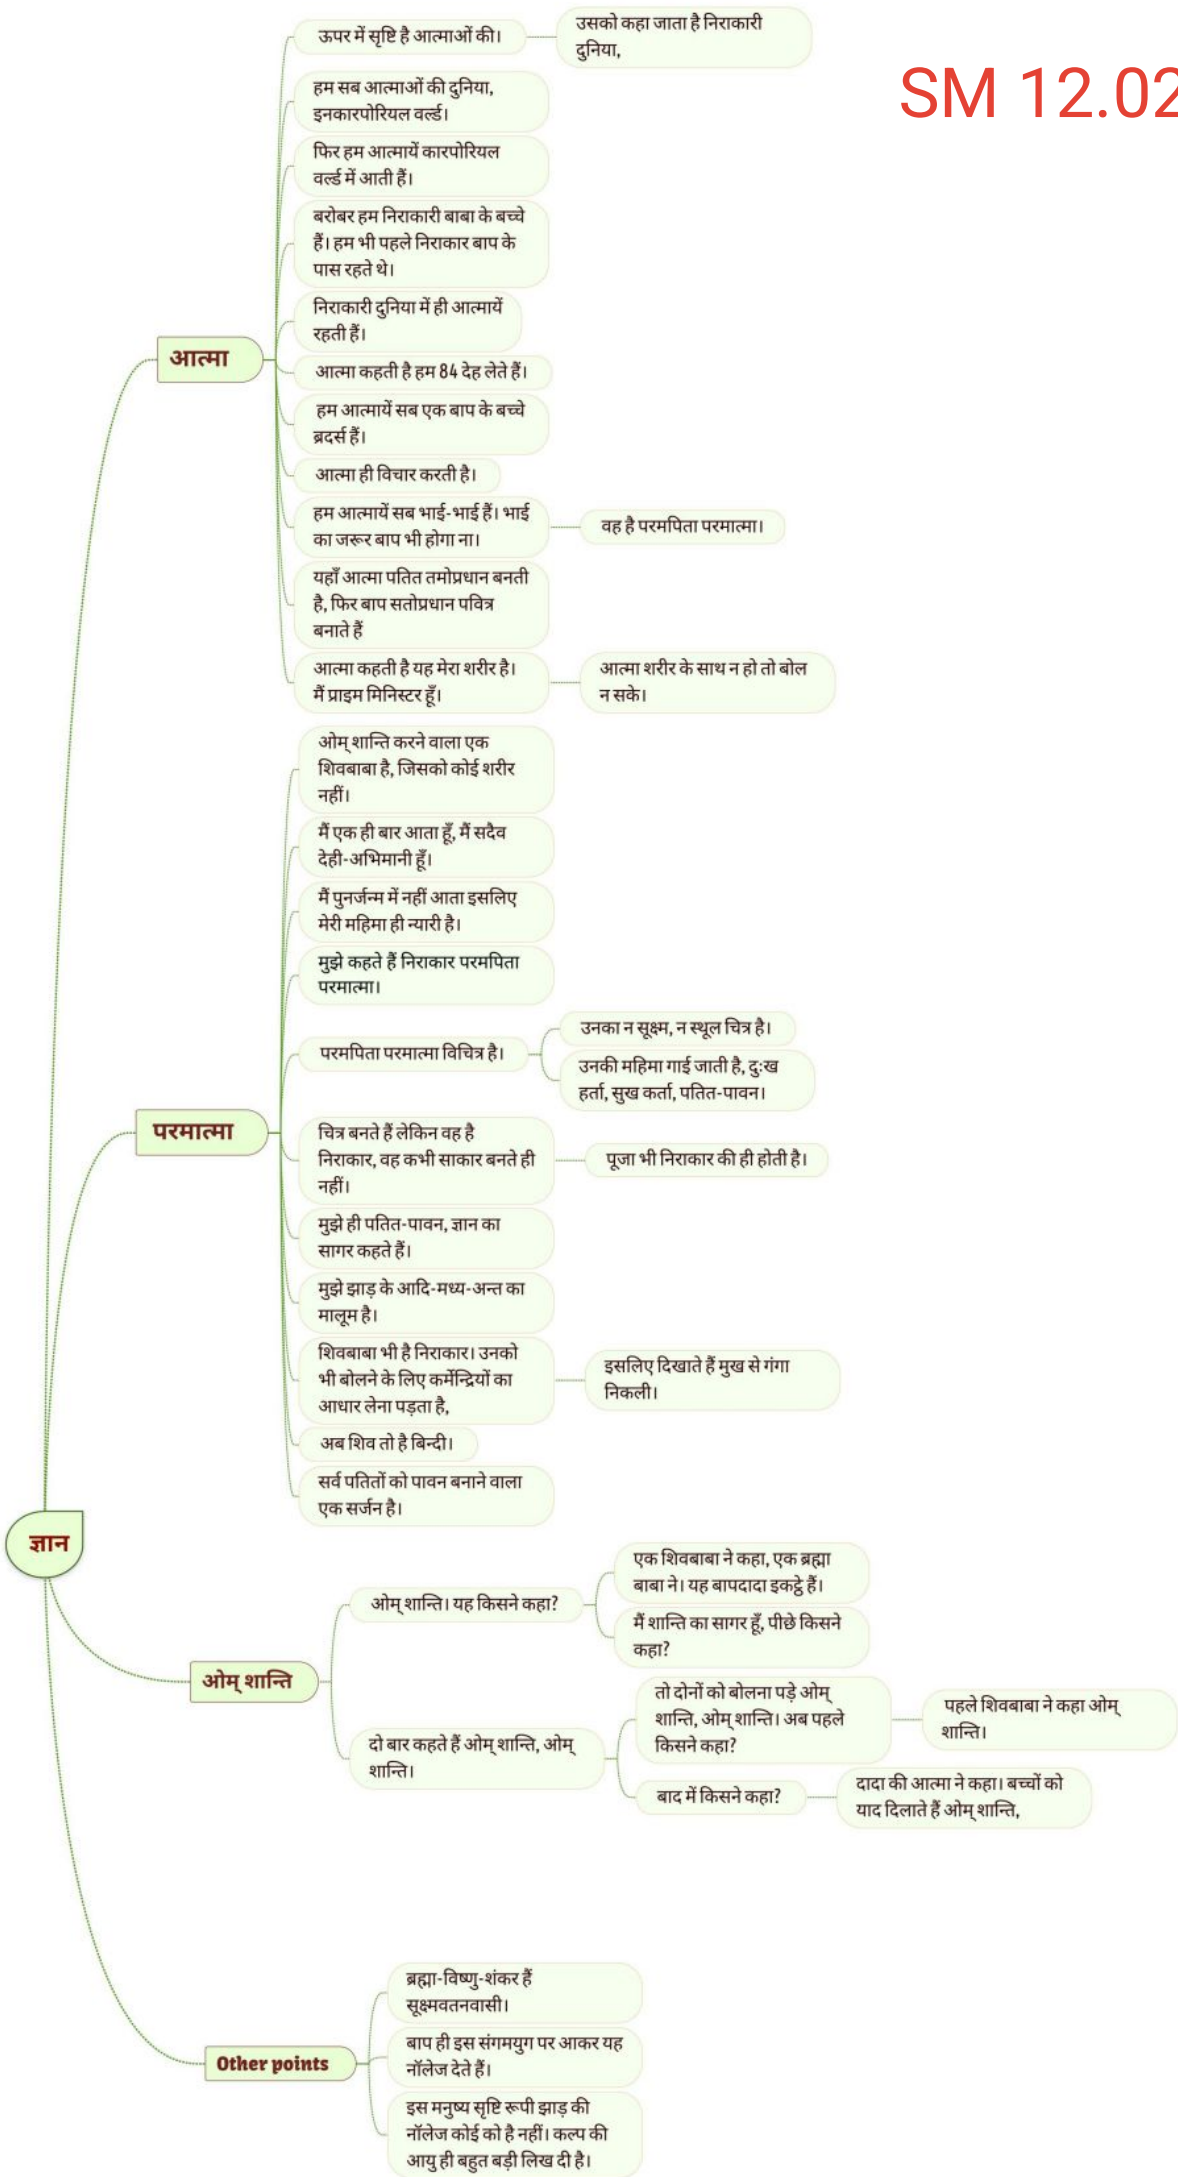 SM 12.02
ज्ञान
आत्मा
ऊपर में सृष्टि है आत्माओं की।
उसको कहा जाता है निराकारी
दुनिया,
हम सब आत्माओं की दुनिया,
इनकारपोरियल वर्ल्ड।
फिर हम आत्मायें कारपोरियल
वर्ल्ड में आती हैं।
बरोबर हम निराकारी बाबा के बच्चे
हैं। हम भी पहले निराकार बाप के
पास रहते थे।
निराकारी दुनिया में ही आत्मायें
रहती हैं।
आत्मा कहती है हम 84 देह लेते हैं।
हम आत्मायें सब एक बाप के बच्चे
ब्रदर्स हैं।
आत्मा ही विचार करती है।
हम आत्मायें सब भाई-भाई हैं। भाई
का जरूर बाप भी होगा ना।
वह है परमपिता परमात्मा।
यहाँ आत्मा पतित तमोप्रधान बनती
है, फिर बाप सतोप्रधान पवित्र
बनाते हैं
आत्मा कहती है यह मेरा शरीर है।
मैं प्राइम मिनिस्टर हूँ।
आत्मा शरीर के साथ न हो तो बोल
न सके।
परमात्मा
ओम् शान्ति करने वाला एक
शिवबाबा है, जिसको कोई शरीर
नहीं।
मैं एक ही बार आता हूँ, मैं सदैव
देही-अभिमानी हूँ।
मैं पुनर्जन्म में नहीं आता इसलिए
मेरी महिमा ही न्यारी है।
मुझे कहते हैं निराकार परमपिता
परमात्मा।
परमपिता परमात्मा विचित्र है।
उनका न सूक्ष्म, न स्थूल चित्र है।
उनकी महिमा गाई जाती है, दुःख
हर्ता, सुख कर्ता, पतित-पावन।
चित्र बनते हैं लेकिन वह है
निराकार, वह कभी साकार बनते ही
नहीं।
पूजा भी निराकार की ही होती है।
मुझे ही पतित-पावन, ज्ञान का
सागर कहते हैं।
मुझे झाड़ के आदि-मध्य-अन्त का
मालूम है।
शिवबाबा भी है निराकार। उनको
भी बोलने के लिए कर्मेन्द्रियों का
आधार लेना पड़ता है,
इसलिए दिखाते हैं मुख से गंगा
निकली।
अब शिव तो है बिन्दी।
सर्व पतितों को पावन बनाने वाला
एक सर्जन है।
ओम् शान्ति
ओम् शान्ति। यह किसने कहा?
एक शिवबाबा ने कहा, एक ब्रह्मा
बाबा ने। यह बापदादा इकट्ठे हैं।
मैं शान्ति का सागर हूँ, पीछे किसने
कहा?
दो बार कहते हैं ओम् शान्ति, ओम्
शान्ति।
तो दोनों को बोलना पड़े ओम्
शान्ति, ओम् शान्ति। अब पहले
किसने कहा?
पहले शिवबाबा ने कहा ओम्
शान्ति।
बाद में किसने कहा?
दादा की आत्मा ने कहा। बच्चों को
याद दिलाते हैं ओम् शान्ति,
Other points
ब्रह्मा-विष्णु-शंकर हैं
सूक्ष्मवतनवासी।
बाप ही इस संगमयुग पर आकर यह
नॉलेज देते हैं।
इस मनुष्य सृष्टि रूपी झाड़ की
नॉलेज कोई को है नहीं। कल्प की
आयु ही बहुत बड़ी लिख दी है।